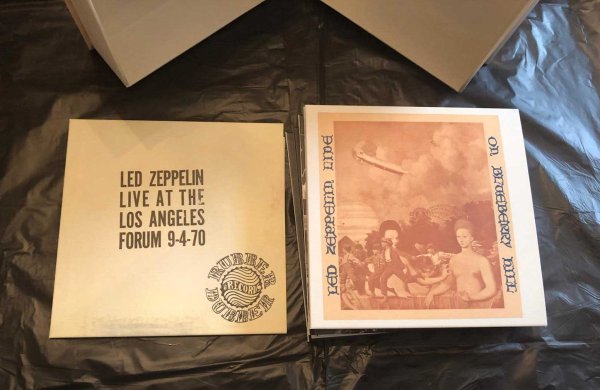 LED ZEPPELIN
LIVE AT THE
LOS ANGELES
FORUM 9-4-70
RUBBER
RECORDS
DUBBER
LED ZEPPELIN LIVE
ON BLUEBERRY HILL